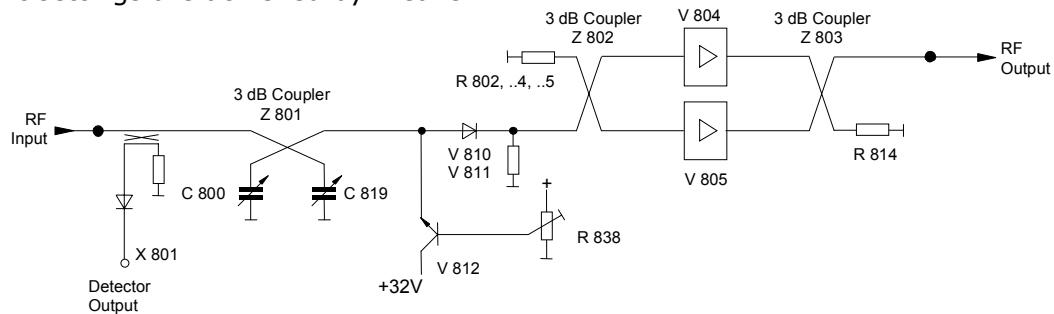 3 dB Coupler
Z 802
V 804
3 dB Coupler
Z 803
RF
Output
R 802, ..4, ..5
3 dB Coupler
Z 801
RF
Input
V 810
V 811
R 814
V 805
C 800
C 819
+
R 838
X 801
V 812
Detector
Output
+32V